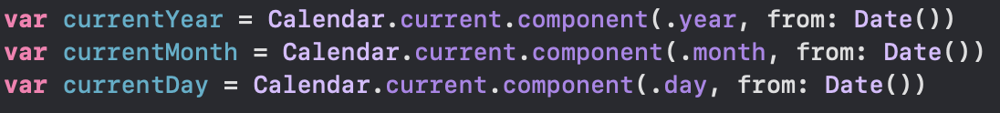 var currentYear = Calendar.current.component(.year, from: Date())
var currentMonth = Calendar.current.component(.month, from: Date())
var currentDay = Calendar.current.component(.day, from: Date())